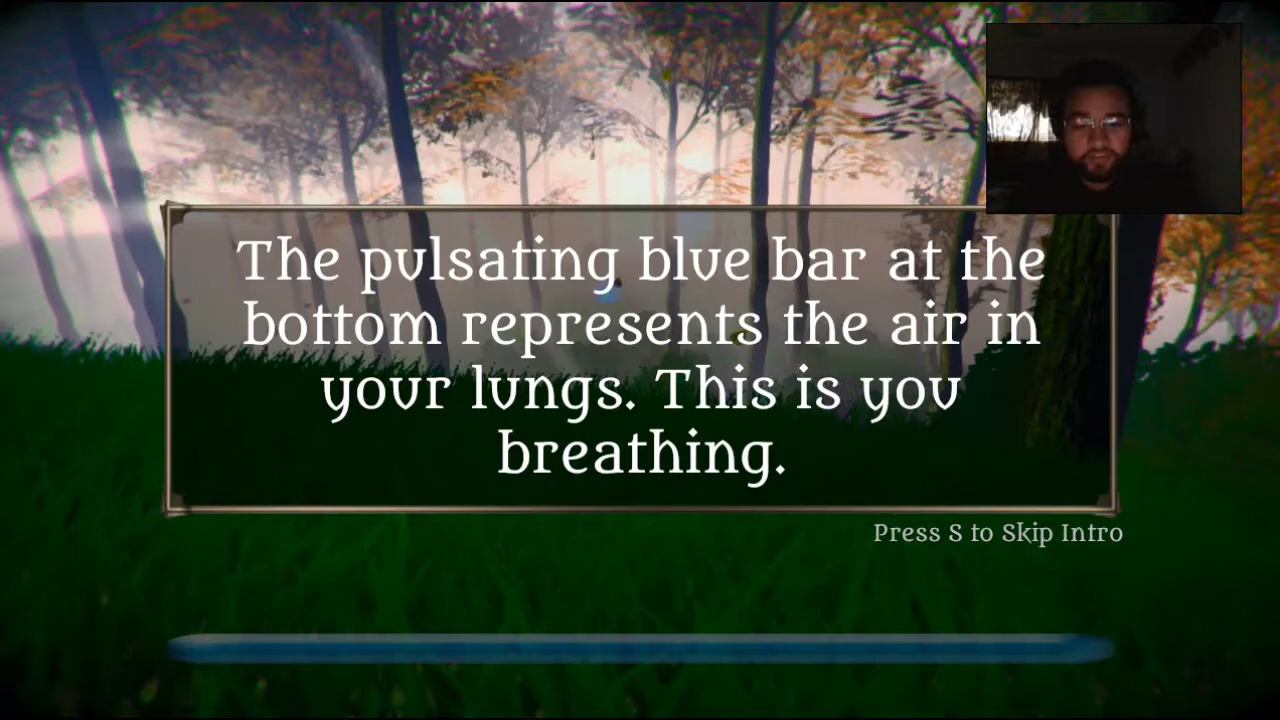 The pulsating blue bar at the
bottom represents the air in
your lungs. This is you
breathing.
Press S to Skip Intro